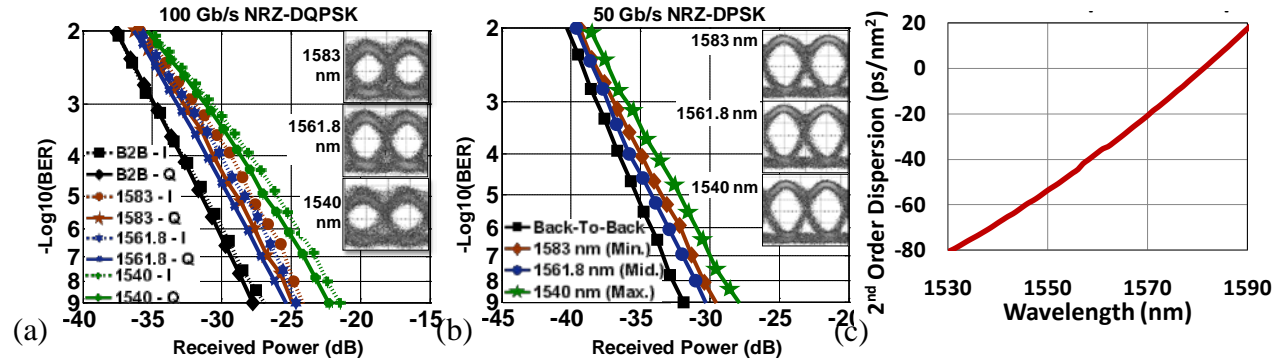 100 Gb/s NRZ-DQPSK
2
3
4
5
6
7
8
9
-Log10(BER)
B2B - I
B2B - Q
1583 - I
1583 - Q
1561.8 - I
1561.8 - Q
1540 - I
1540 - Q
1583
nm
1561.8
nm
1540
nm
-40
-35
-30
-25
-20
-15
Received Power (dB)
(a)
50 Gb/s NRZ-DPSK
2
3
4
5
6
7
8
9
-Log10(BER)
1583 nm
1561.8 nm
1540 nm
Back-To-Back
1583 nm (Min.)
1561.8 nm (Mid.)
1540 nm (Max.)
-45
-40
-35
-30
-25
-20
Received Power (dB)
(b)
2nd Order Dispersion (ps/nm2)
20
0
-20
-40
-60
-80
1530
1550
1570
1590
Wavelength (nm)
(c)